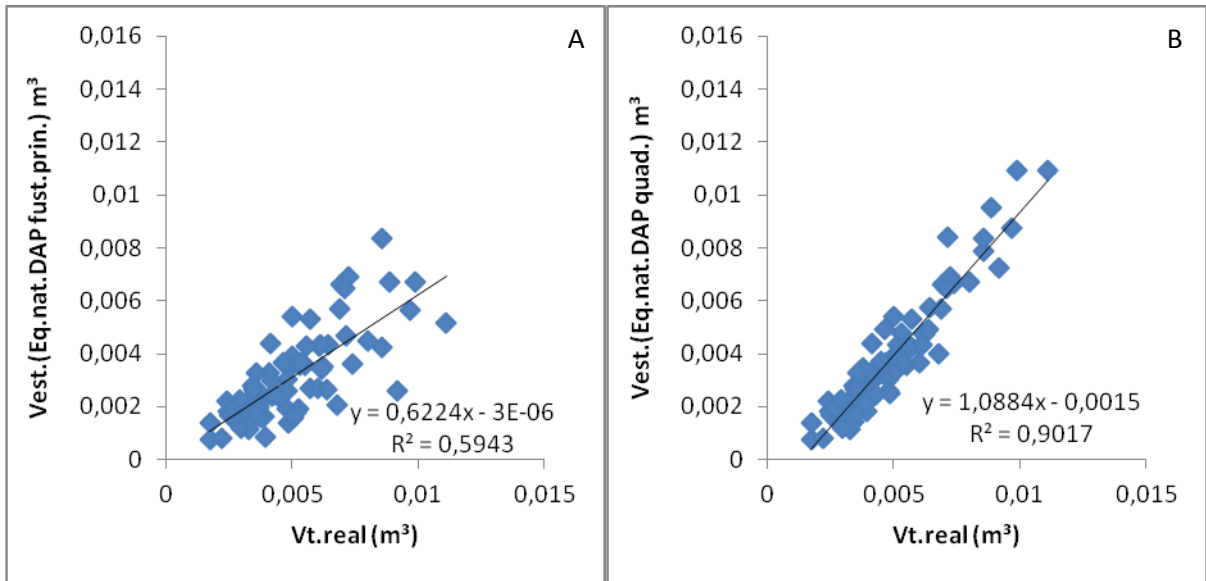 A
Vest.(Eq.nat.DAP fust.prin.) m³
0,016
0,014
0,012
0,01
0,008
0,006
0,004
0,002
0
y = 0,6224x - 3E-06
R² = 0,5943
0
0,005
0,01
0,015
Vt.real (m³)
B
Vest.(Eq.nat.DAP quad.) m³
0,016
0,014
0,012
0,01
0,008
0,006
0,004
0,002
0
y = 1,0884x - 0,0015
R² = 0,9017
0
0,005
0,01
0,015
Vt.real (m³)